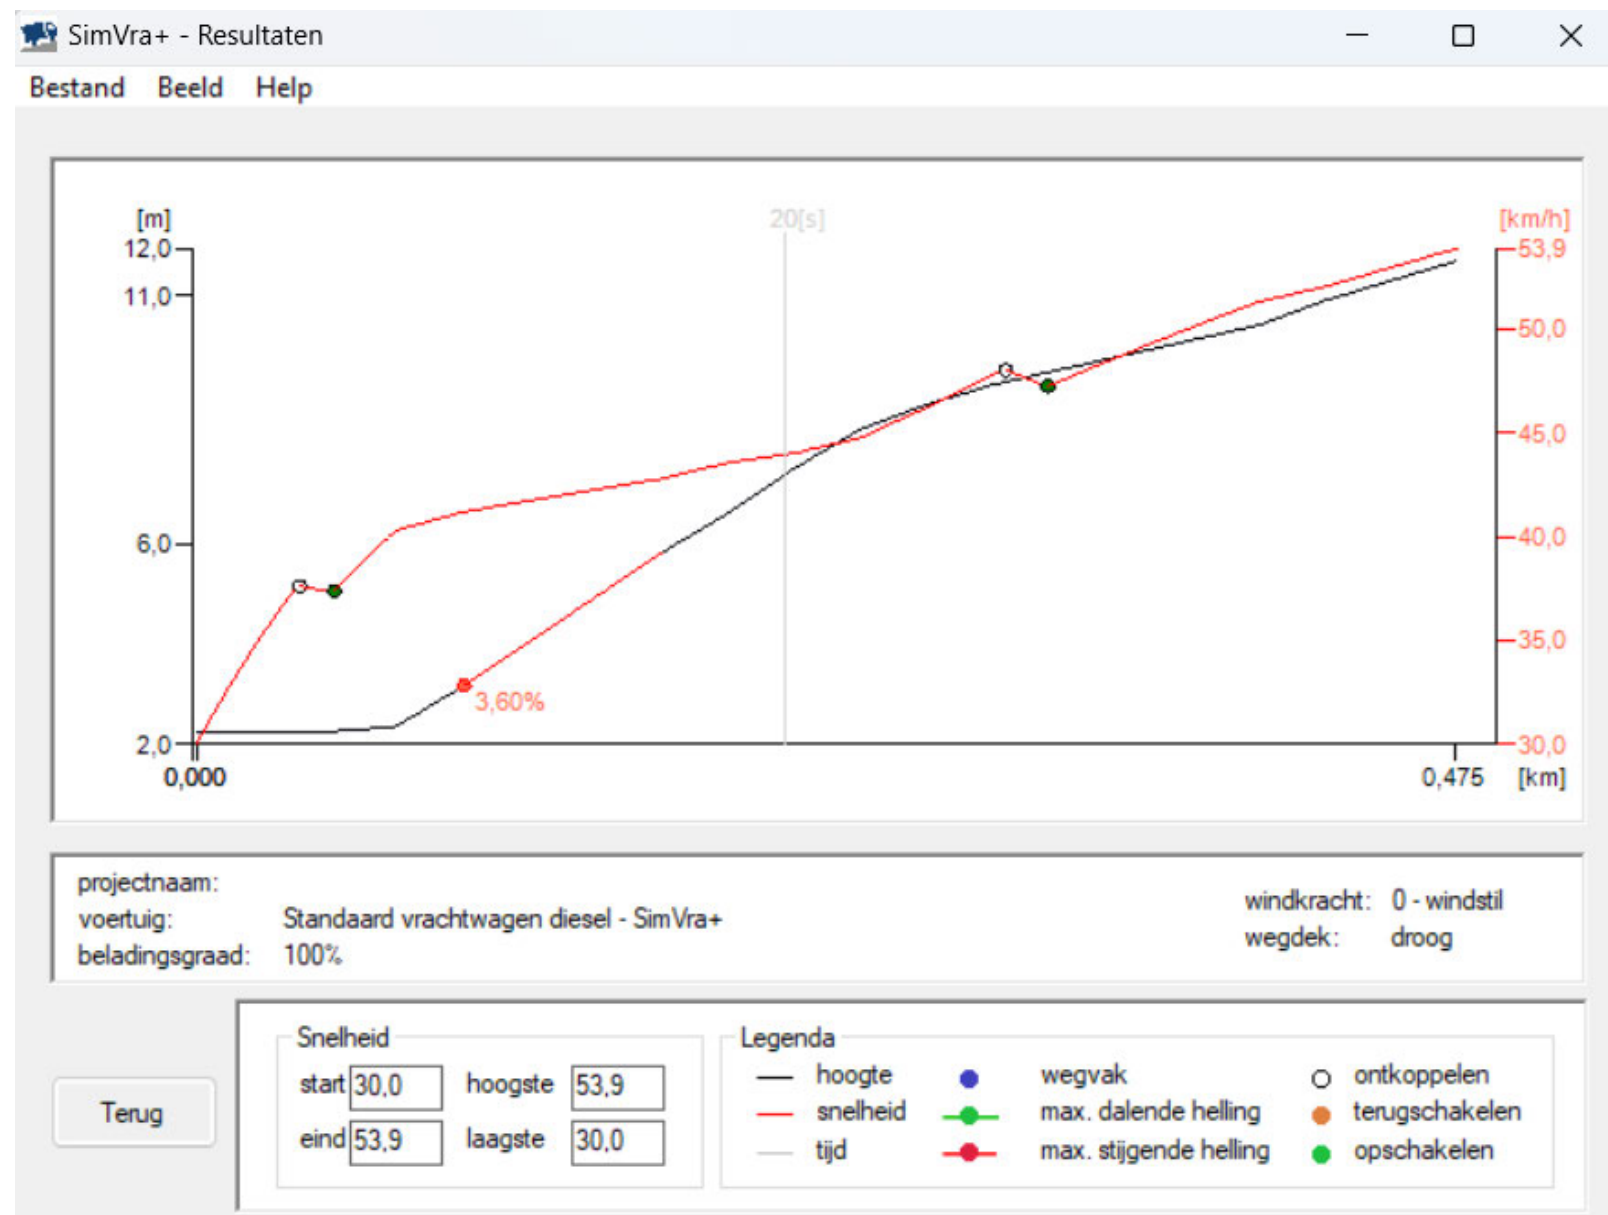 SimVra+ - Resultaten
Bestand Beeld Help
[m] 20[s] [km/h]
12,0 53,9
11,0
50,0
45,0
6,0 40,0
35,0
3,60%
2,0 30,0
0,000 0,475 [km]
projectnaam:
voertuig: Standaard vrachtwagen diesel - SimVra+
beladingsgraad: 100%
windkracht: 0 - windstil
wegdek: droog
Terug
Snelheid
start 30,0 hoogste 53,9
eind 53,9 laagste 30,0
Legenda
hoogte wegvak ontkoppelen
snelheid max. dalende helling terugschakelen
tijd max. stijgende helling opschakelen